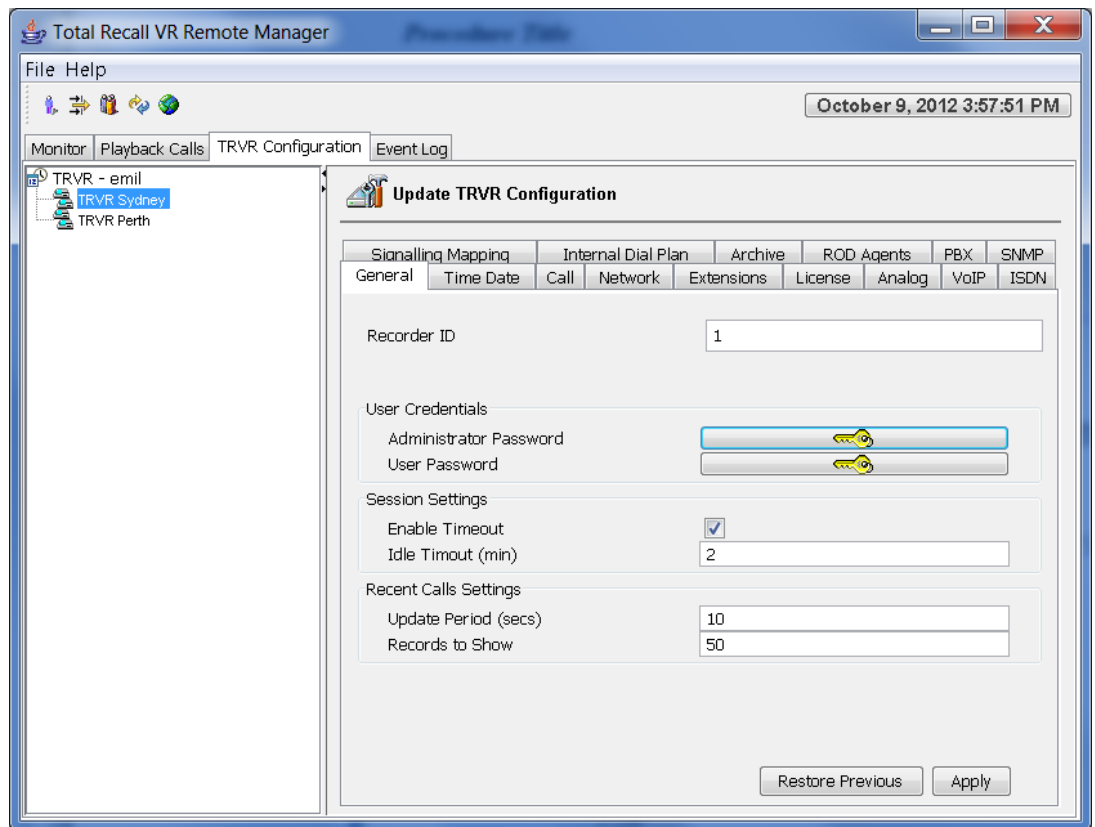 Total Recall VR Remote Manager
Procedure Title
File Help
October 9, 2012 3:57:51 PM
Monitor Playback Calls TRVR Configuration Event Log
TRVR - emil
TRVR Sydney
TRVR Perth
Update TRVR Configuration
Signalling Mapping Internal Dial Plan Archive ROD Agents PBX SNMP
General Time Date Call Network Extensions License Analog VoIP ISDN
Recorder ID 1
User Credentials
Administrator Password
User Password
Session Settings
Enable Timeout
Idle Timout (min) 2
Recent Calls Settings
Update Period (secs) 10
Records to Show 50
Restore Previous Apply